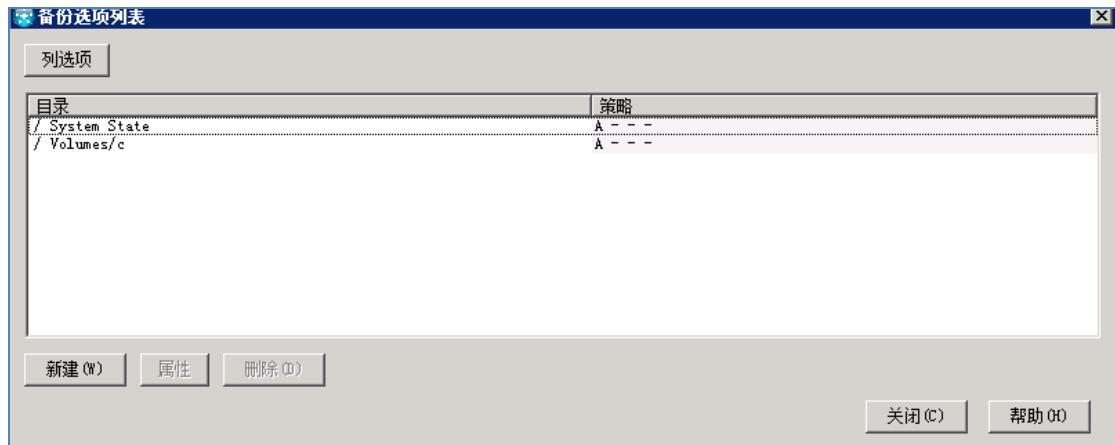 备份选项列表
列选项
目录 策略
/ System State A - - -
/ Volumes/c A - - -
新建(W) 属性 删除(D)
关闭(C) 帮助(H)